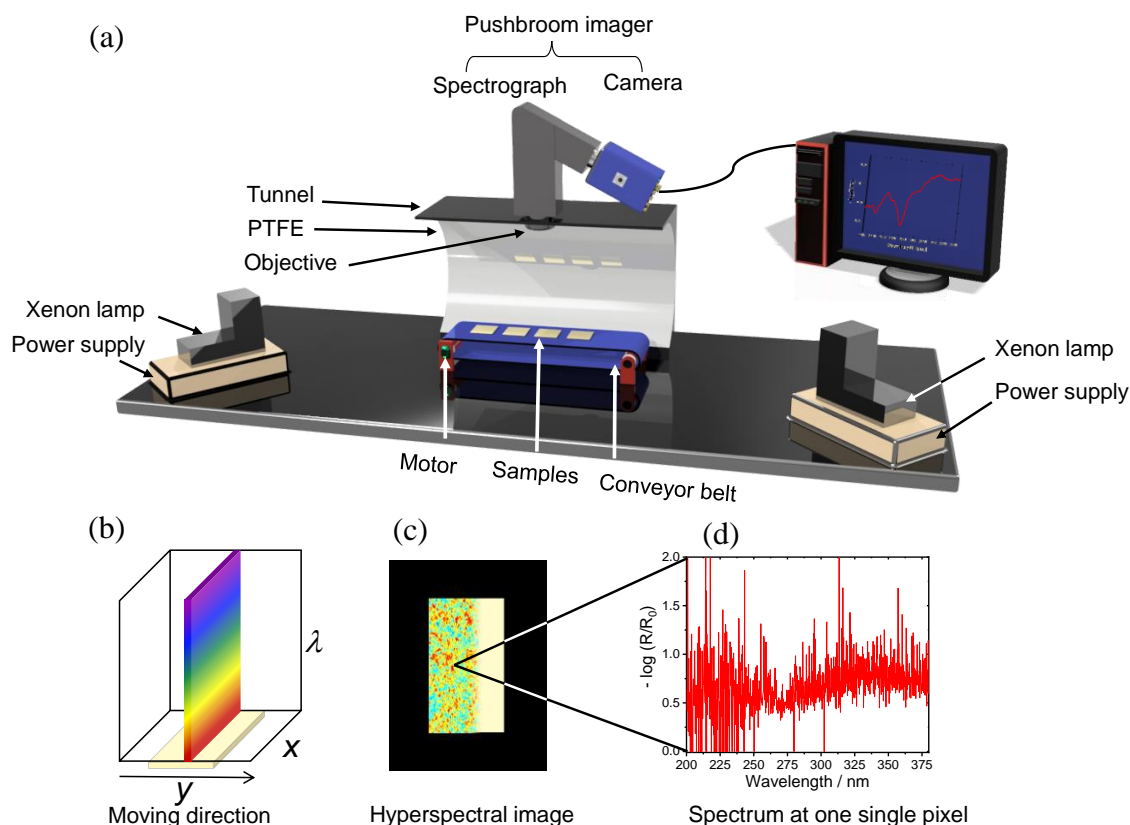 (a)
Pushbroom imager
Spectrograph
Camera
Tunnel
PTFE
Objective
Xenon lamp
Power supply
Xenon lamp
Power supply
Motor
Samples
Conveyor belt
(b)
(c)
(d)
λ
x
y
Moving direction
Hyperspectral image
- log (R/R0)
2.0
1.5
1.0
0.5
0.0
200 225 250 275 300 325 350 375
Wavelength / nm
Spectrum at one single pixel